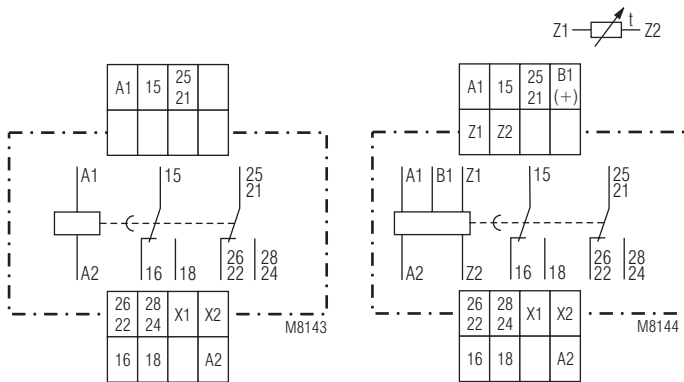 t
Z1 Z2
A1 15 25 21
A1 15 25 21 B1 (+)
Z1 Z2
A1 15 25 21
A2 16 18 26 22 28 24
A1 B1 Z1 15 25 21
A2 Z2 16 18 26 22 28 24
26 22 28 24 X1 X2
16 18 A2
M8143
26 22 28 24 X1 X2
16 18 A2
M8144